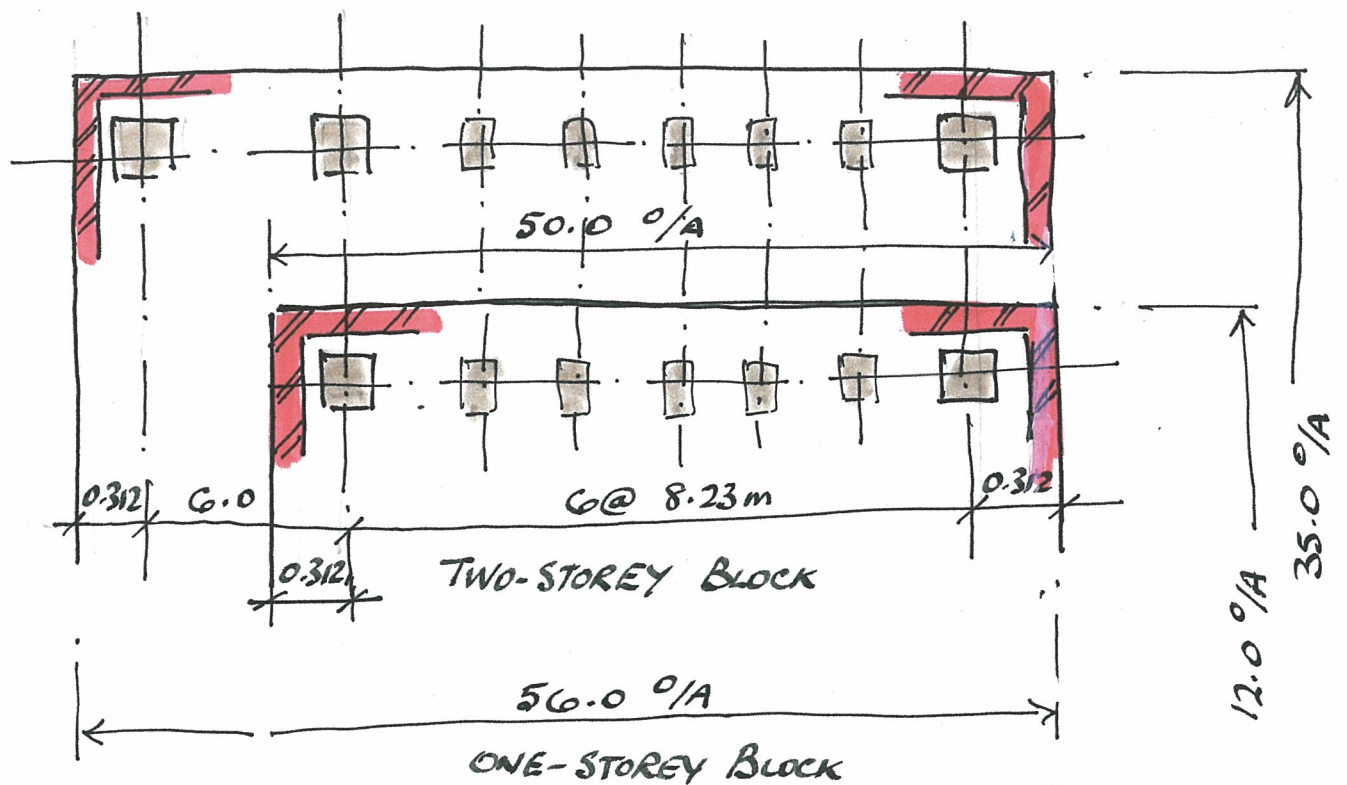 50.0 O/A
0.312 6.0 6@ 8.23m 0.312
0.312 TWO-STOREY BLOCK
56.0 O/A
ONE-STOREY BLOCK
12.0 O/A
35.0 O/A